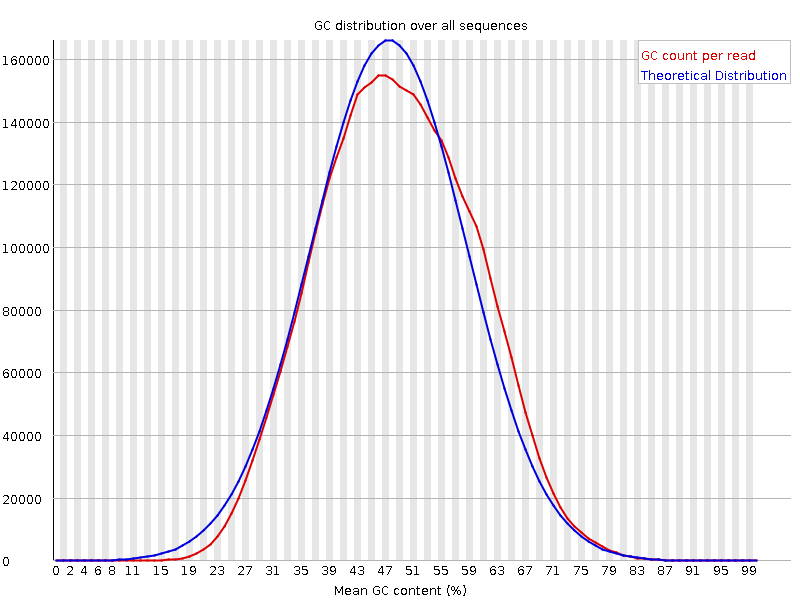 GC distribution over all sequences
GC count per read
Theoretical Distribution
160000
140000
120000
100000
80000
60000
40000
20000
0
0 2 4 6 8 11 15 19 23 27 31 35 39 43 47 51 55 59 63 67 71 75 79 83 87 91 95 99
Mean GC content (%)